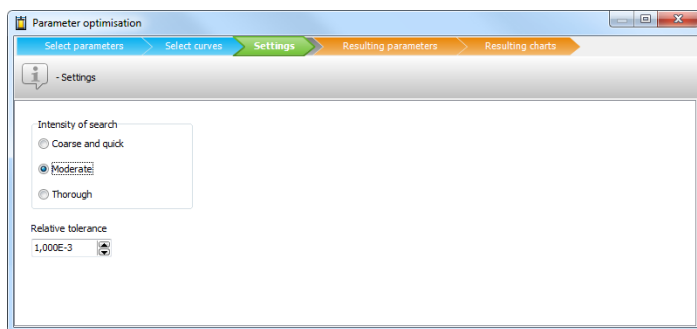 Parameter optimisation
Select parameters Select curves Settings Resulting parameters Resulting charts
- Settings
Intensity of search
Coarse and quick
Moderate
Thorough
Relative tolerance
1,000E-3